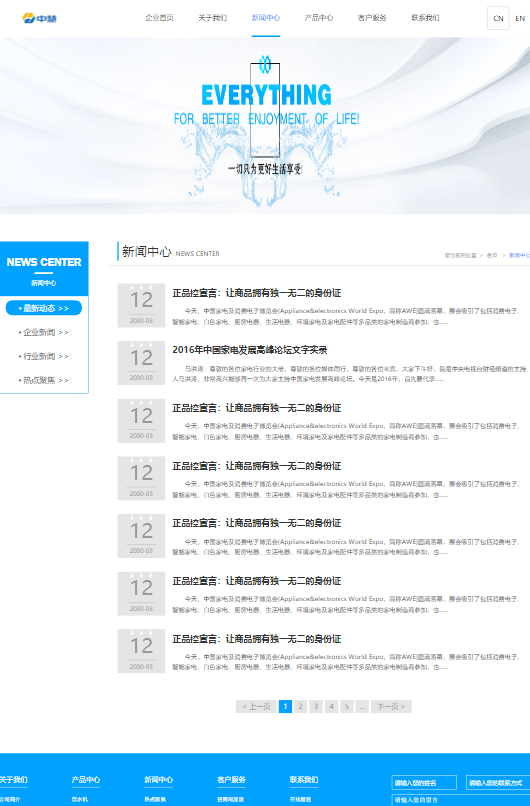 中慧
企业首页
关于我们
新闻中心
产品中心
客户服务
联系我们
CN
EN
EVERYTHING
FOR BETTER ENJOYMENT OF LIFE!
一切只为更好生活享受!
NEWS CENTER
新闻中心
• 最新动态 >>
• 企业新闻 >>
• 行业新闻 >>
• 热点聚焦 >>
新闻中心 NEWS CENTER
您当前的位置 > 首页 > 新闻中心
12
2030-03
正品控宣言：让商品拥有独一无二的身份证
今天，中国家电及消费电子博览会(Appliance&electronics World Expo，简称AWE)圆满落幕，展会吸引了包括消费电子、
智能家电、白色家电、厨房电器、生活电器、环境家电及家电配件等多品类的家电制造商参加，也......
12
2030-03
2016年中国家电发展高峰论坛文字实录
马洪涛：尊敬的各位家电行业的大佬，尊敬的各位媒体同行，尊敬的各位米宾，大家下午好，我是中央电视台财经频道的主持
人马洪涛，非常高兴能够再一次为大家主持中国家电发展高峰论坛。今天是2016年，首先要代表......
12
2030-03
正品控宣言：让商品拥有独一无二的身份证
今天，中国家电及消费电子博览会(Appliance&electronics World Expo，简称AWE)圆满落幕，展会吸引了包括消费电子、
智能家电、白色家电、厨房电器、生活电器、环境家电及家电配件等多品类的家电制造商参加，也......
12
2030-03
正品控宣言：让商品拥有独一无二的身份证
今天，中国家电及消费电子博览会(Appliance&electronics World Expo，简称AWE)圆满落幕，展会吸引了包括消费电子、
智能家电、白色家电、厨房电器、生活电器、环境家电及家电配件等多品类的家电制造商参加，也......
12
2030-03
正品控宣言：让商品拥有独一无二的身份证
今天，中国家电及消费电子博览会(Appliance&electronics World Expo，简称AWE)圆满落幕，展会吸引了包括消费电子、
智能家电、白色家电、厨房电器、生活电器、环境家电及家电配件等多品类的家电制造商参加，也......
12
2030-03
正品控宣言：让商品拥有独一无二的身份证
今天，中国家电及消费电子博览会(Appliance&electronics World Expo，简称AWE)圆满落幕，展会吸引了包括消费电子、
智能家电、白色家电、厨房电器、生活电器、环境家电及家电配件等多品类的家电制造商参加，也......
12
2030-03
正品控宣言：让商品拥有独一无二的身份证
今天，中国家电及消费电子博览会(Appliance&electronics World Expo，简称AWE)圆满落幕，展会吸引了包括消费电子、
智能家电、白色家电、厨房电器、生活电器、环境家电及家电配件等多品类的家电制造商参加，也......
< 上一页 1 2 3 4 5 ... 下一页 >
关于我们
产品中心
新闻中心
客户服务
联系我们
请输入您的姓名
请输入您的联系方式
公司简介
饮水机
热点聚焦
招商网加盟
在线留言
请输入您的留言